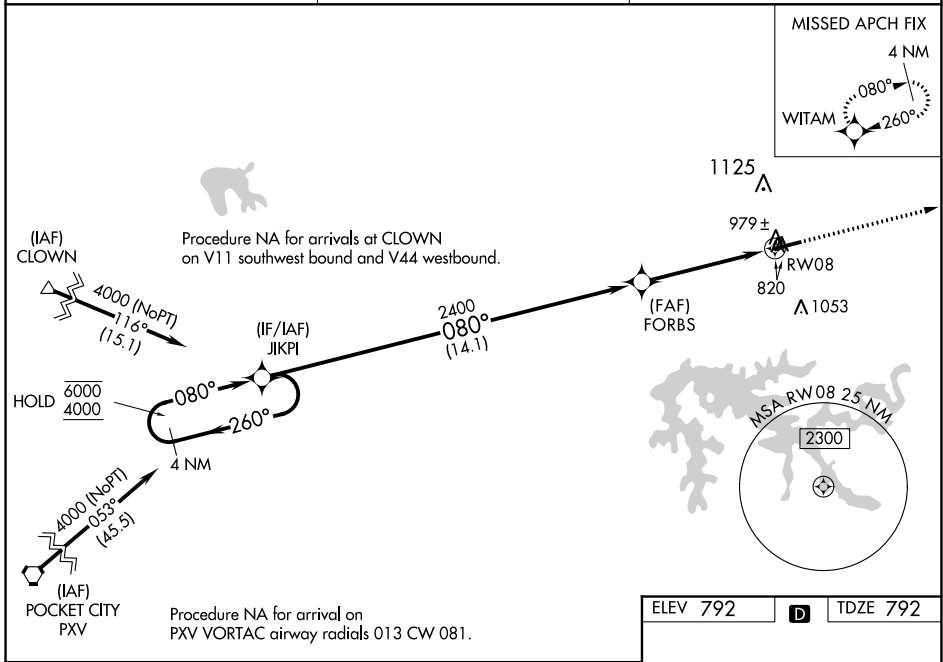 MISSED APCH FIX
4 NM
080°
260°
WITAM
1125
979 ±
RW08
820
1053
Procedure NA for arrivals at CLOWN
on V11 southwest bound and V44 westbound.
(IAF)
CLOWN
4000 (NoPT)
116°
(15.1)
(IF/IAF)
JIKPI
2400
080°
(14.1)
(FAF)
FORBS
HOLD
6000
4000
080°
260°
4 NM
4000 (NoPT)
053°
(45.5)
(IAF)
POCKET CITY
PXV
Procedure NA for arrival on
PXV VORTAC airway radials 013 CW 081.
MSA RW08 25 NM
2300
ELEV 792
D
TDZE 792